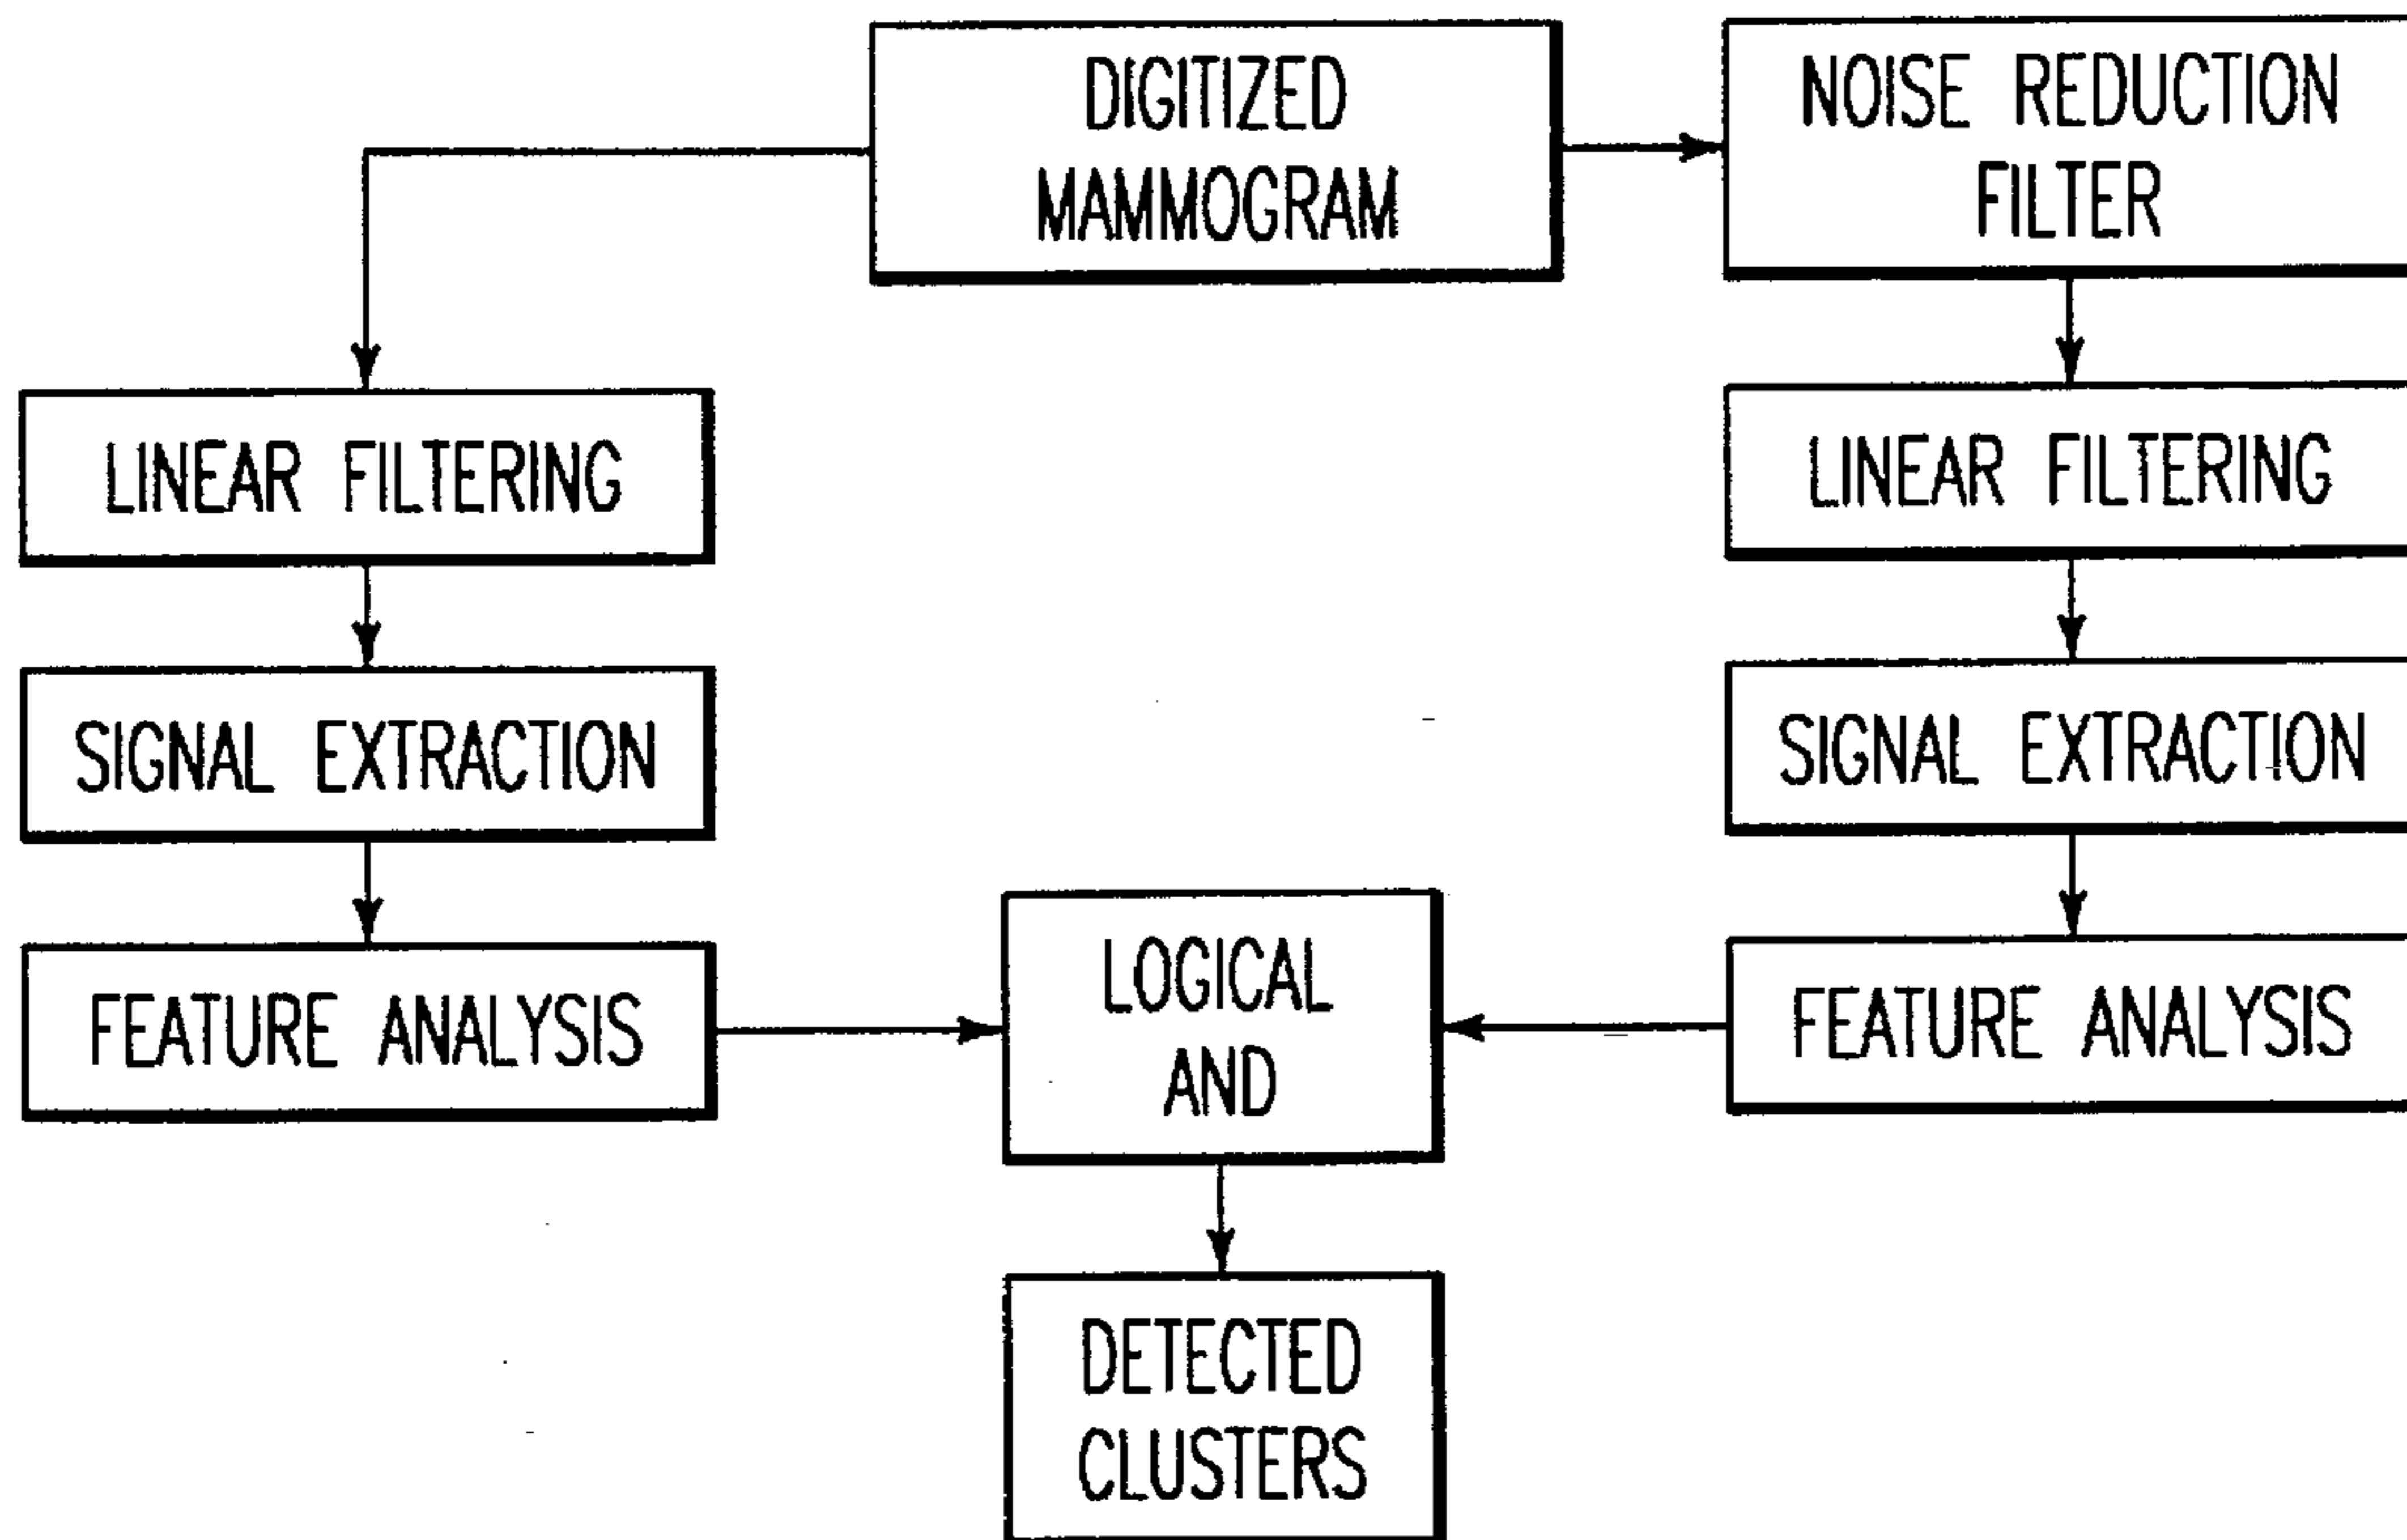 DIGITIZED
MAMMOGRAM
NOISE REDUCTION
FILTER
LINEAR FILTERING
LINEAR FILTERING
SIGNAL EXTRACTION
SIGNAL EXTRACTION
FEATURE ANALYSIS
LOGICAL
AND
FEATURE ANALYSIS
DETECTED
CLUSTERS